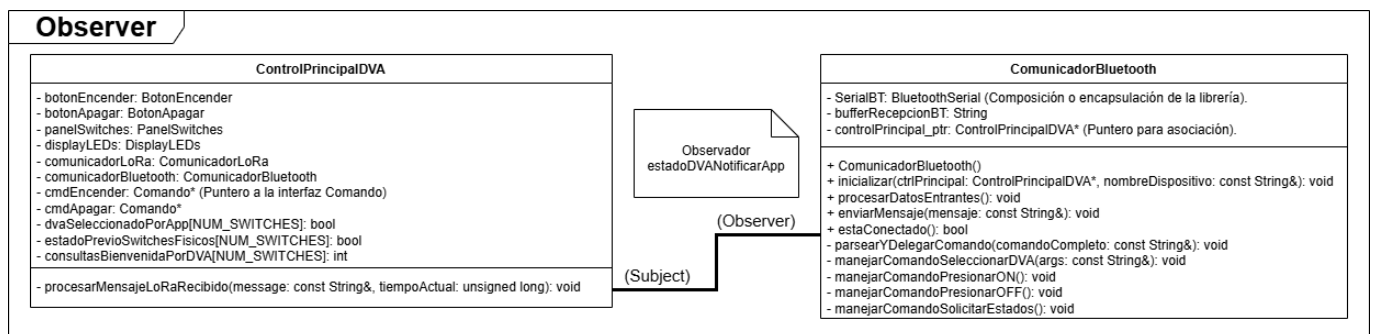 Observer
ControlPrincipalDVA
- botonEncender: BotonEncender
- botonApagar: BotonApagar
- panelSwitches: PanelSwitches
- displayLEDs: DisplayLEDs
- comunicadorLoRa: ComunicadorLoRa
- comunicadorBluetooth: ComunicadorBluetooth
- cmdEncender: Comando* (Puntero a la interfaz Comando)
- cmdApagar: Comando*
- dvaSeleccionadoPorApp[NUM_SWITCHES]: bool
- estadoPrevioSwitchesFisicos[NUM_SWITCHES]: bool
- consultasBienvenidaPorDVA[NUM_SWITCHES]: int
- procesarMensajeLoRaRecibido(message: const String&, tiempoActual: unsigned long): void
Observador
estadoDVANotificarApp
(Observer)
(Subject)
ComunicadorBluetooth
- SerialBT: BluetoothSerial (Composición o encapsulación de la librería).
- bufferRecepcionBT: String
- controlPrincipal_ptr: ControlPrincipalDVA* (Puntero para asociación).
+ ComunicadorBluetooth()
+ inicializar(ctrlPrincipal: ControlPrincipalDVA*, nombreDispositivo: const String&): void
+ procesarDatosEntrantes(): void
+ enviarMensaje(mensaje: const String&): void
+ estaConectado(): bool
- parsearYDelegarComando(comandoCompleto: const String&): void
- manejarComandoSeleccionarDVA(args: const String&): void
- manejarComandoPresionarON(): void
- manejarComandoPresionarOFF(): void
- manejarComandoSolicitarEstados(): void